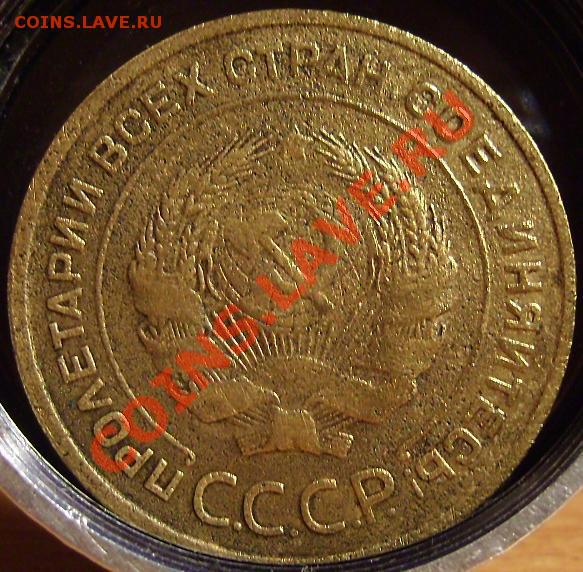 COINS.LAVE.RU
ПРОЛЕТАРИИ ВСЕХ СТРАН, СОЕДИНЯЙТЕСЬ!
С.С.С.Р.
COINS.LAVE.RU